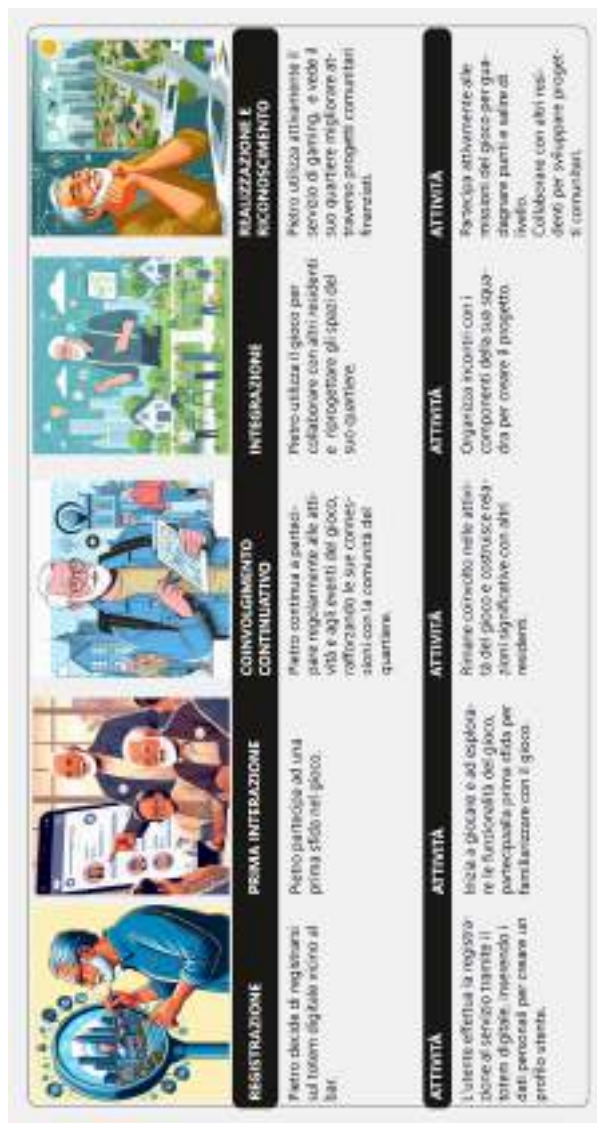 REGISTRAZIONE
Pietro decide di registrarsi
sul totem digitale vicino al
bar.
ATTIVITÀ
L'utente effettua la registra-
zione al servizio tramite il
totem digitale, inserendo i
dati personali per creare un
profilo utente.
PRIMA INTERAZIONE
Pietro partecipa ad una
prima sfida nel gioco.
ATTIVITÀ
Inizia a giocare e ad esplora-
re le funzionalità del gioco,
partecipaalla prima sfida per
familiarizzare con il gioco.
COINVOLGIMENTO
CONTINUATIVO
Pietro continua a parteci-
pare regolarmente alle atti-
vità e agli eventi del gioco,
rafforzando le sue connes-
sioni con la comunità del
quartiere.
ATTIVITÀ
Rimane coinvolto nelle attivi-
tà del gioco e costruisce rela-
zioni significative con altri
residenti.
INTEGRAZIONE
Pietro utilizza il gioco per
collaborare con altri residenti
e riprogettare gli spazi del
suo quartiere.
ATTIVITÀ
Organizza incontri con i
componenti della sua squa-
dra per creare il progetto.
REALIZZAZIONE E
RICONOSCIMENTO
Pietro utilizza attivamente il
servizio di gaming, e vede il
suo quartiere migliorare at-
traverso progetti comunitari
finanziati.
ATTIVITÀ
Partecipa attivamente alle
missioni del gioco per gua-
dagnare punti e salire di
livello.
Collaborare con altri resi-
denti per sviluppare proget-
ti comunitari.